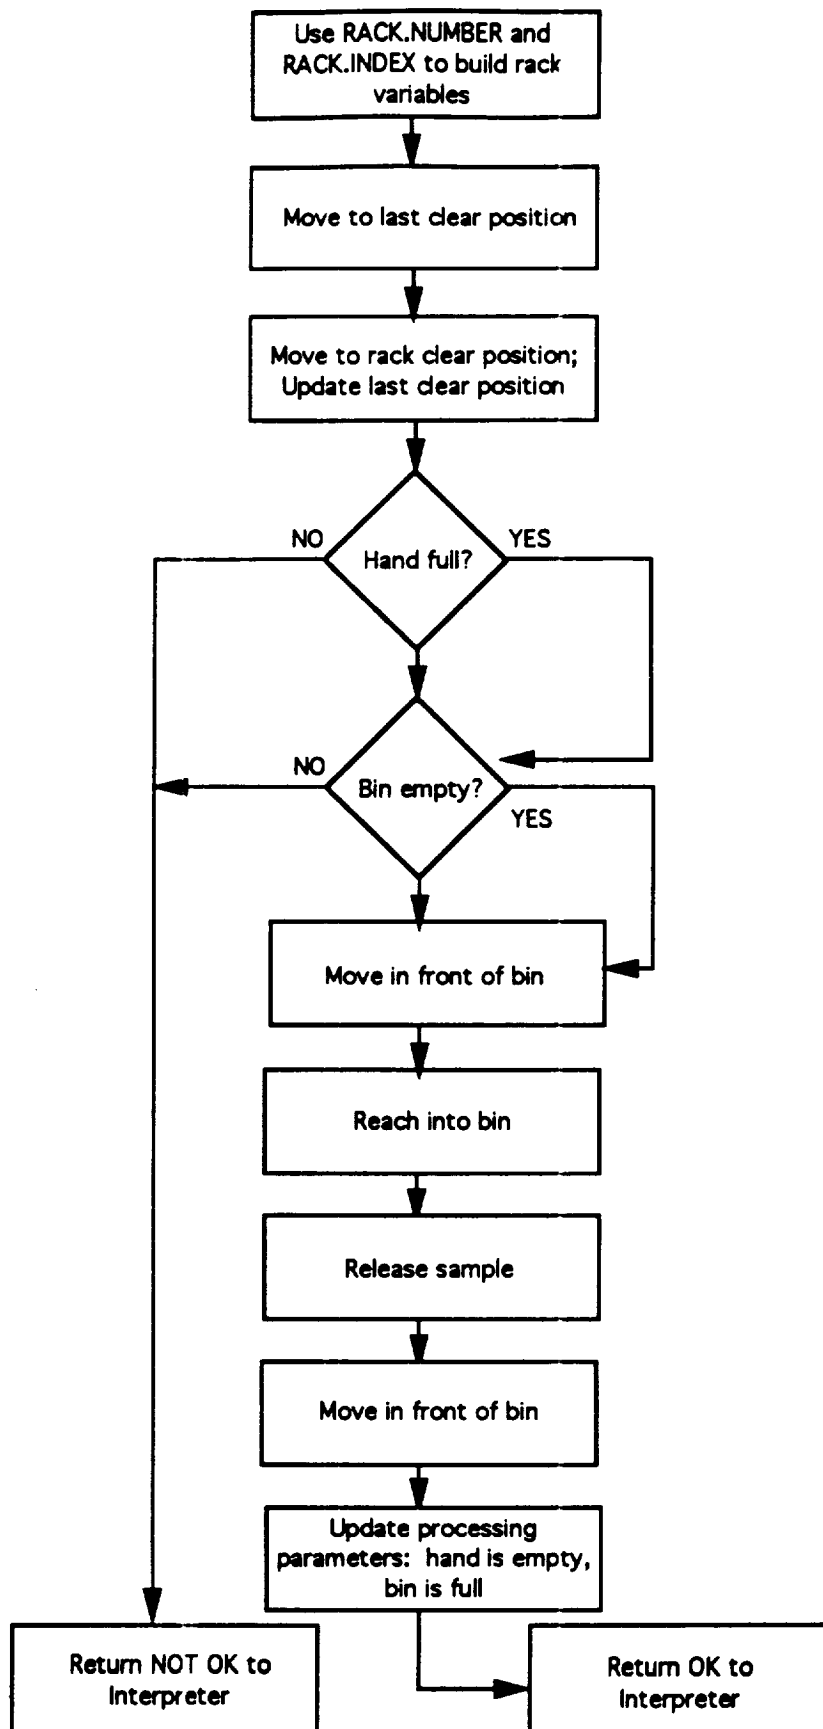 Use RACK.NUMBER and
RACK.INDEX to build rack
variables
Move to last clear position
Move to rack clear position;
Update last clear position
NO
YES
Hand full?
NO
Bin empty?
YES
Move in front of bin
Reach into bin
Release sample
Move in front of bin
Update processing
parameters: hand is empty,
bin is full
Return NOT OK to
Interpreter
Return OK to
Interpreter